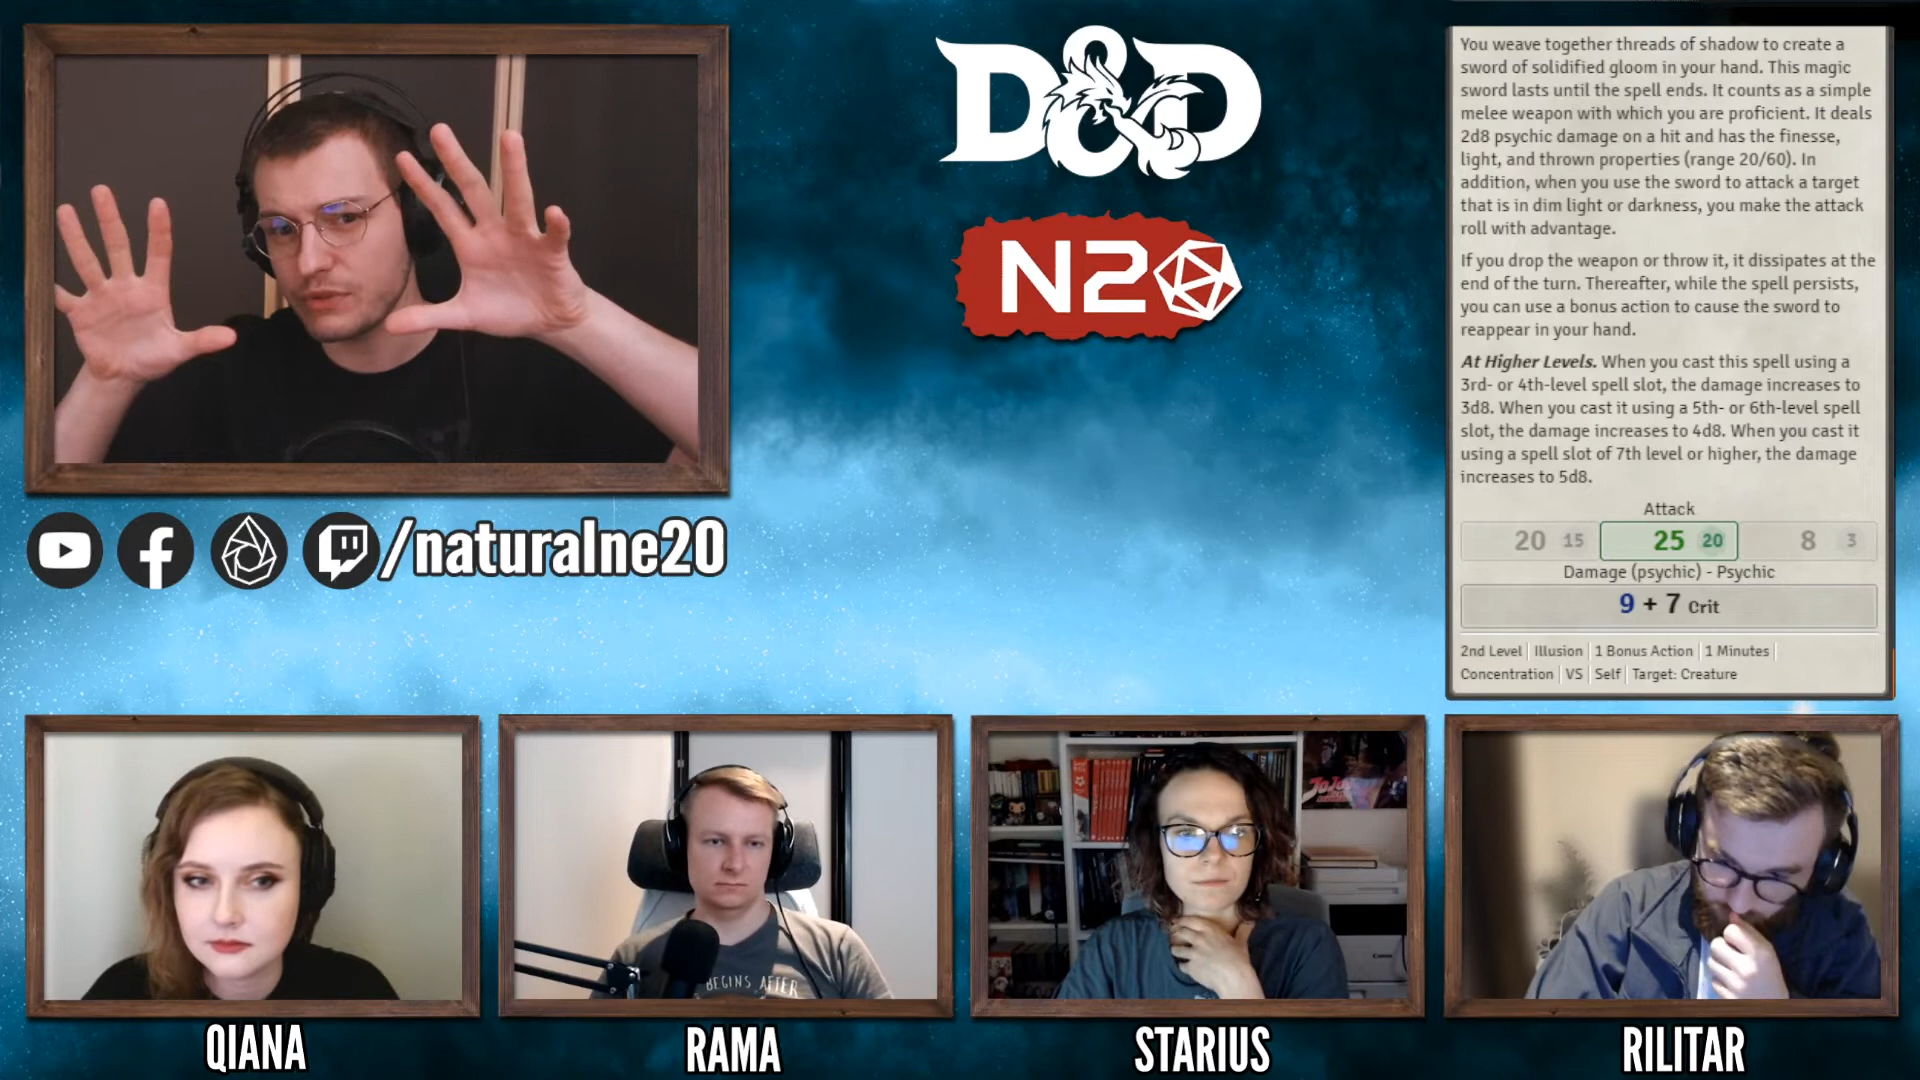 D&D
N20
You weave together threads of shadow to create a
sword of solidified gloom in your hand. This magic
sword lasts until the spell ends. It counts as a simple
melee weapon with which you are proficient. It deals
2d8 psychic damage on a hit and has the finesse,
light, and thrown properties (range 20/60). In
addition, when you use the sword to attack a target
that is in dim light or darkness, you make the attack
roll with advantage.
If you drop the weapon or throw it, it dissipates at the
end of the turn. Thereafter, while the spell persists,
you can use a bonus action to cause the sword to
reappear in your hand.
At Higher Levels. When you cast this spell using a
3rd- or 4th-level spell slot, the damage increases to
3d8. When you cast it using a 5th- or 6th-level spell
slot, the damage increases to 4d8. When you cast it
using a spell slot of 7th level or higher, the damage
increases to 5d8.
Attack
20 15 25 20 8 3
Damage (psychic) - Psychic
9 + 7 Crit
2nd Level | Illusion | 1 Bonus Action | 1 Minutes |
Concentration | VS | Self | Target: Creature
/naturalne20
BEGINS AFTER
JOJO
Canon
QIANA
RAMA
STARIUS
RILITAR